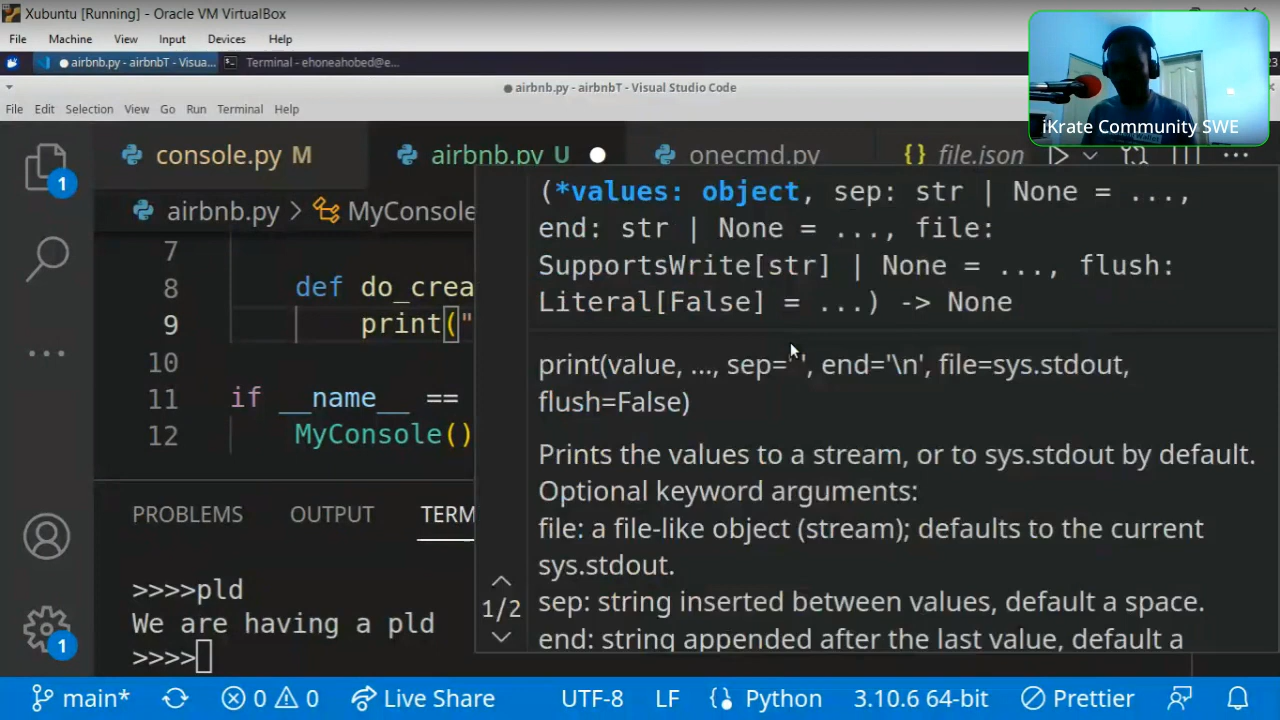 Xubuntu [Running] - Oracle VM VirtualBox
File Machine View Input Devices Help
airbnb.py - airbnbT - Visua... Terminal - ehoneahobed@e... 23
airbnb.py - airbnbT - Visual Studio Code
File Edit Selection View Go Run Terminal Help
iKrate Community SWE
console.py M airbnb.py U onecmd.py {} file.json ...
airbnb.py > MyConsole
(*values: object, sep: str | None = ...,
end: str | None = ..., file:
SupportsWrite[str] | None = ..., flush:
Literal[False] = ...) -> None
7
8 def do_crea
9 print("
10
11 if __name__ ==
12 MyConsole()
print(value, ..., sep=' ', end='\n', file=sys.stdout,
flush=False)
Prints the values to a stream, or to sys.stdout by default.
Optional keyword arguments:
file: a file-like object (stream); defaults to the current
sys.stdout.
sep: string inserted between values, default a space.
end: string appended after the last value, default a
1/2
1
PROBLEMS OUTPUT TERM
>>>>pld
We are having a pld
>>>>
1
main* 0 0 Live Share UTF-8 LF {} Python 3.10.6 64-bit Prettier